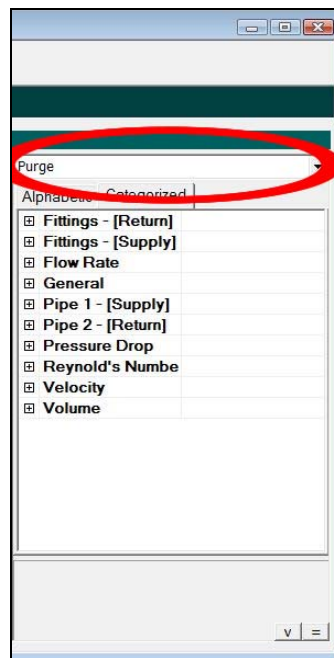 Purge
Alphabetic Categorized
Fittings - [Return]
Fittings - [Supply]
Flow Rate
General
Pipe 1 - [Supply]
Pipe 2 - [Return]
Pressure Drop
Reynold's Numbe
Velocity
Volume
v =